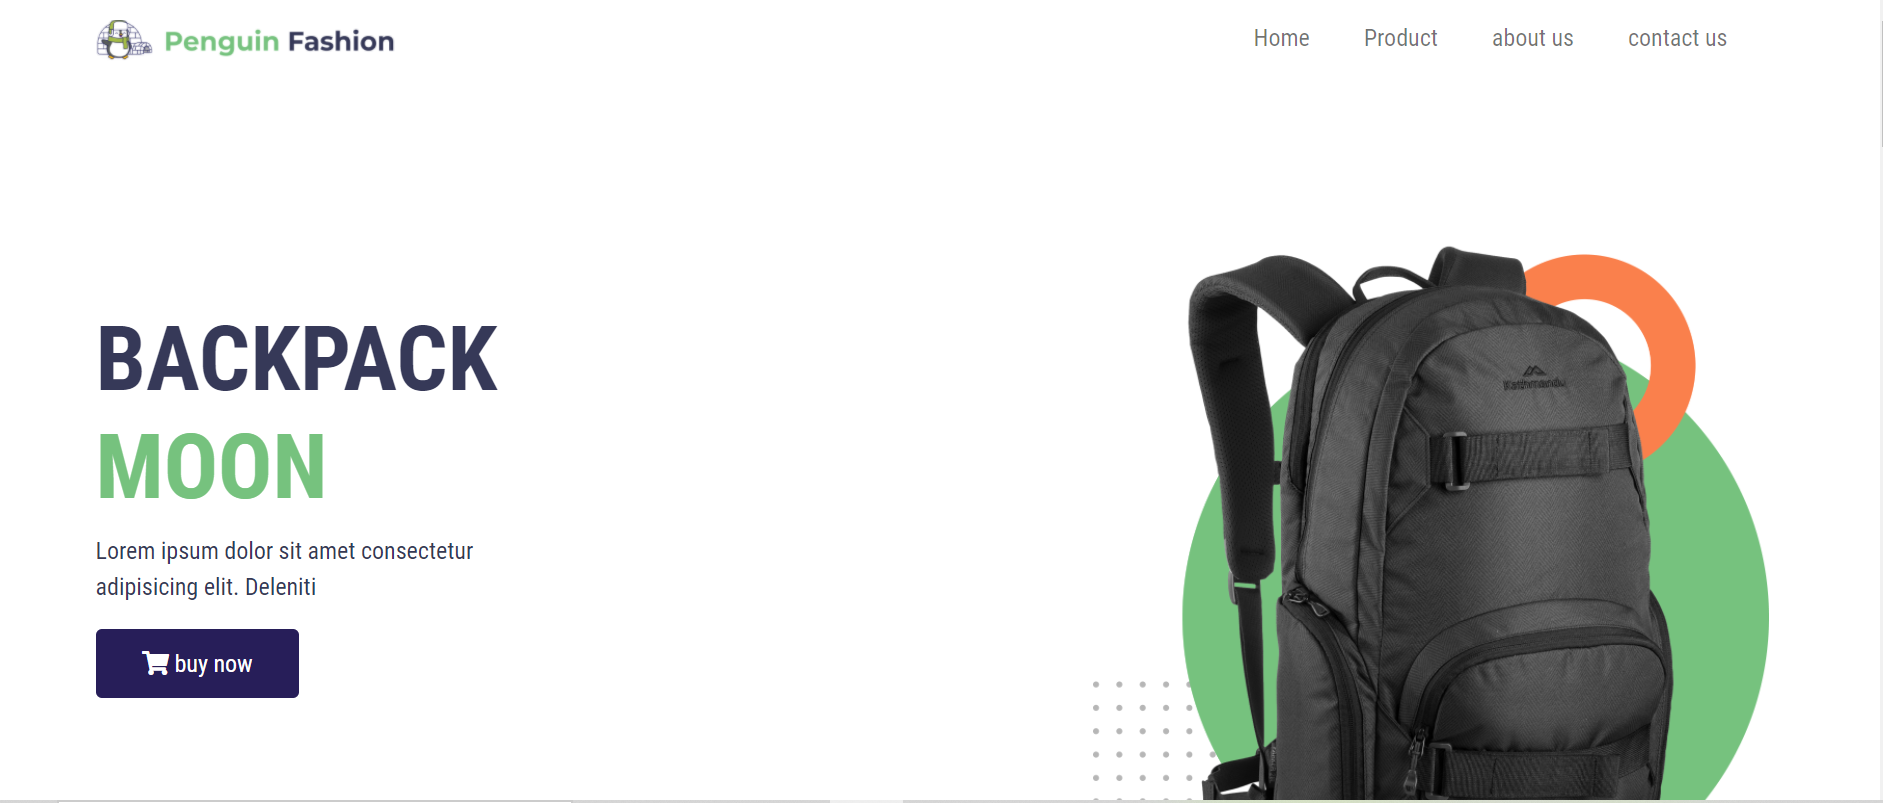 Penguin Fashion
Home Product about us contact us
BACKPACK
MOON
Lorem ipsum dolor sit amet consectetur
adipisicing elit. Deleniti
buy now
Kathmandu